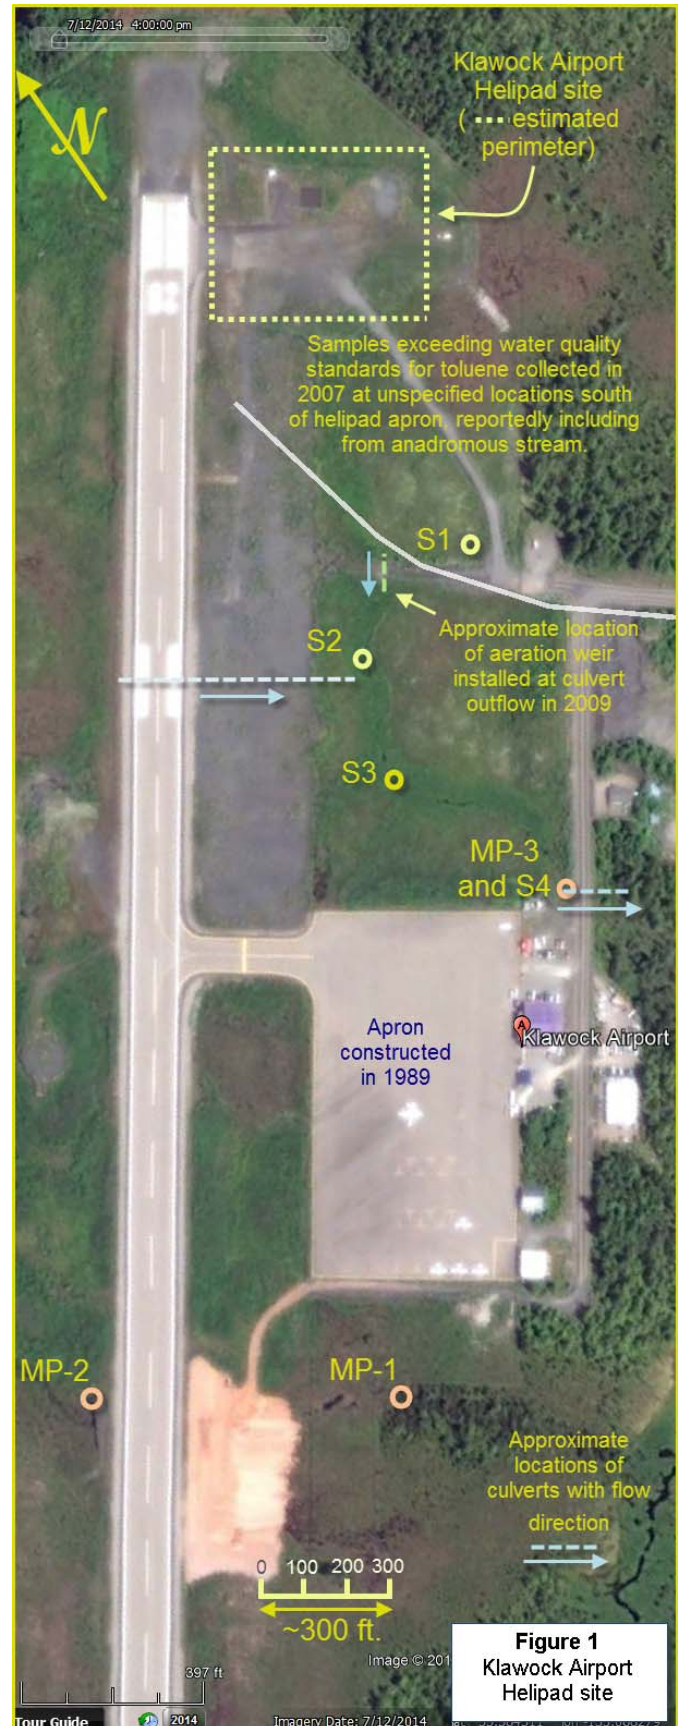 7/12/2014 4:00:00 pm
N
Klawock Airport
Helipad site
( ▪▪▪▪ estimated
perimeter)
Samples exceeding water quality
standards for toluene collected in
2007 at unspecified locations south
of helipad apron, reportedly including
from anadromous stream.
S1
Approximate location
of aeration weir
installed at culvert
outflow in 2009
S2
S3
MP-3
and S4
A
Klawock Airport
Apron
constructed
in 1989
MP-2
MP-1
Approximate
locations of
culverts with flow
direction
0 100 200 300
~300 ft.
Figure 1
Klawock Airport
Helipad site
Image © 201
397 ft
Tour Guide
2014
Imagery Date: 7/12/2014